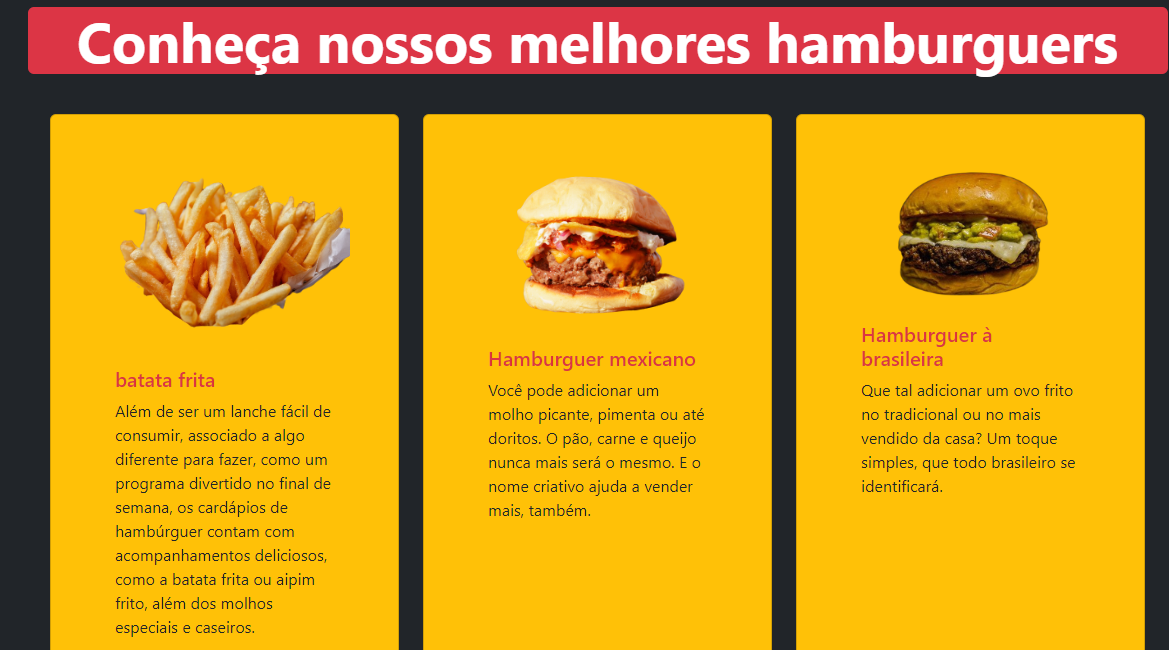 Conheça nossos melhores hamburguers
batata frita
Além de ser um lanche fácil de
consumir, associado a algo
diferente para fazer, como um
programa divertido no final de
semana, os cardápios de
hambúrguer contam com
acompanhamentos deliciosos,
como a batata frita ou aipim
frito, além dos molhos
especiais e caseiros.
Hamburguer mexicano
Você pode adicionar um
molho picante, pimenta ou até
doritos. O pão, carne e queijo
nunca mais será o mesmo. E o
nome criativo ajuda a vender
mais, também.
Hamburguer à
brasileira
Que tal adicionar um ovo frito
no tradicional ou no mais
vendido da casa? Um toque
simples, que todo brasileiro se
identificará.